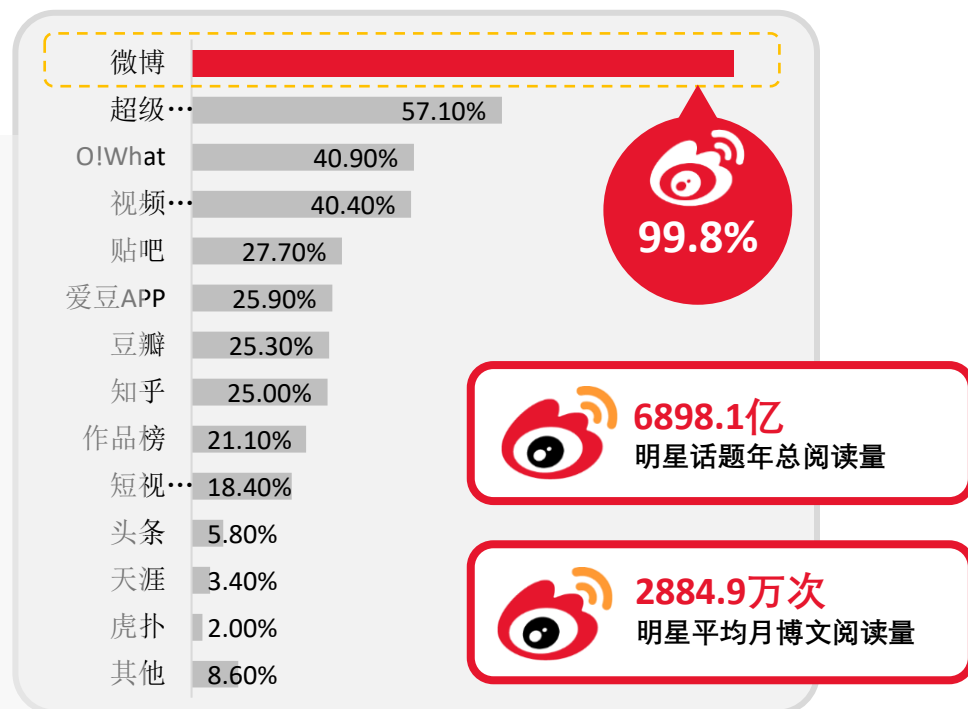 微博
超级… 57.10%
O!What 40.90%
视频… 40.40%
贴吧 27.70%
爱豆APP 25.90%
豆瓣 25.30%
知乎 25.00%
作品榜 21.10%
短视… 18.40%
头条 5.80%
天涯 3.40%
虎扑 2.00%
其他 8.60%
99.8%
6898.1亿
明星话题年总阅读量
2884.9万次
明星平均月博文阅读量